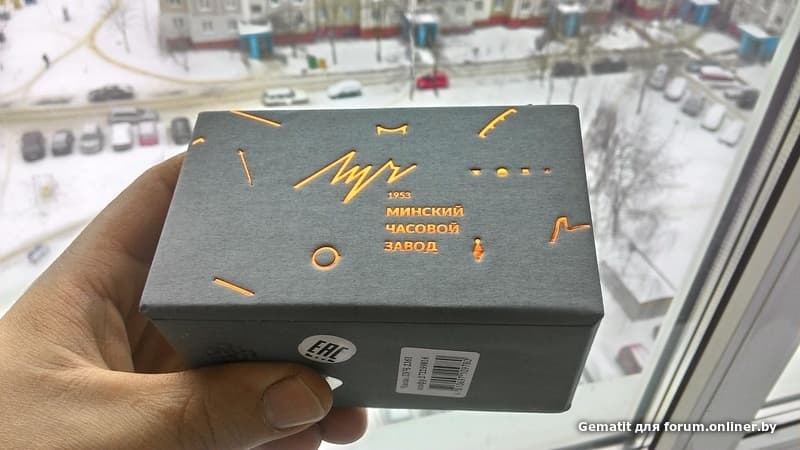 Луч
1953
МИНСКИЙ
ЧАСОВОЙ
ЗАВОД
EAC
Gematit для forum.onliner.by